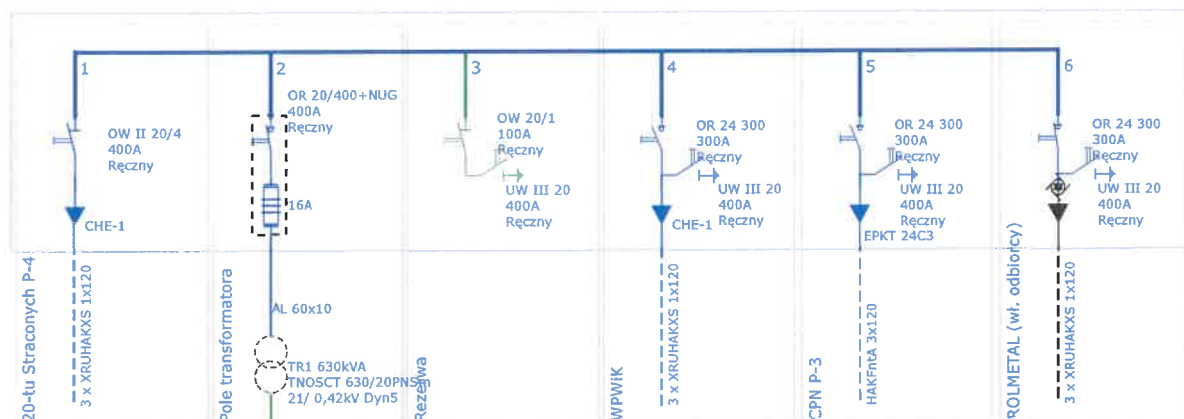 1
OW II 20/4
400A
Ręczny
CHE-1
3 x XRUHAKXS 1x120
20-tu Straconych P-4
2
OR 20/400+NUG
400A
Ręczny
16A
AL 60x10
TR1 630kVA
TNOSCT 630/20PNSm
21/ 0,42kV Dyn5
Pole transformatora
3
OW 20/1
100A
Ręczny
UW III 20
400A
Ręczny
Rezerwa
4
OR 24 300
300A
Ręczny
UW III 20
400A
Ręczny
CHE-1
3 x XRUHAKXS 1x120
WPWiK
5
OR 24 300
300A
Ręczny
UW III 20
400A
Ręczny
EPKT 24C3
HAKFntA 3x120
CPN P-3
6
OR 24 300
300A
Ręczny
UW III 20
400A
Ręczny
3 x XRUHAKXS 1x120
ROLMETAL (wł. odbiorcy)